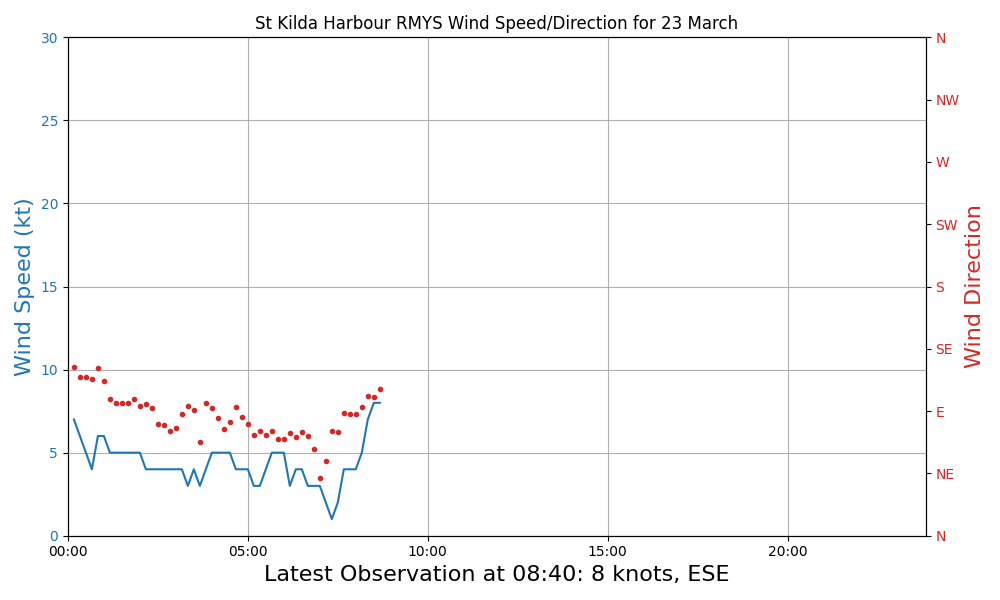 St Kilda Harbour RMYS Wind Speed/Direction for 23 March
30
25
20
15
10
5
0
Wind Speed (kt)
N
NW
W
SW
S
SE
E
NE
N
Wind Direction
00:00
05:00
10:00
15:00
20:00
Latest Observation at 08:40: 8 knots, ESE